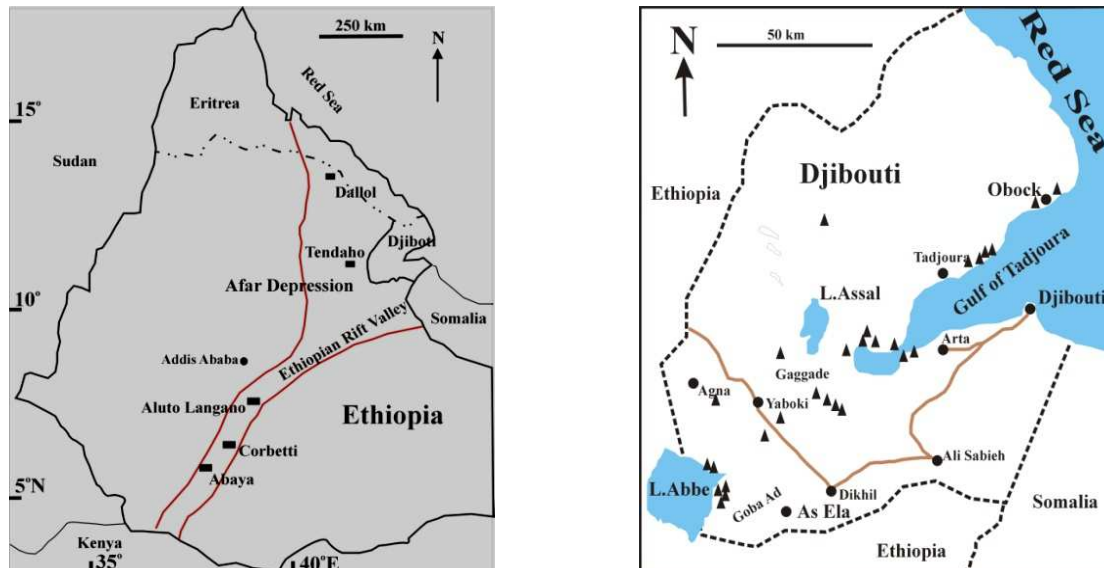 250 km
N
Red Sea
15°
Eritrea
Sudan
Dallol
Djiboti
Tendaho
Afar Depression
10°
Somalia
Ethiopian Rift Valley
Addis Ababa
Aluto Langano
Ethiopia
Corbetti
Abaya
5°N
Kenya
35°
40°E
N
50 km
Red Sea
Ethiopia
Djibouti
Obock
Tadjoura
Gulf of Tadjoura
L.Assal
Djibouti
Arta
Gaggade
Agna
Yaboki
Ali Sabieh
L.Abbe
Goba Ad
Dikhil
As Ela
Somalia
Ethiopia